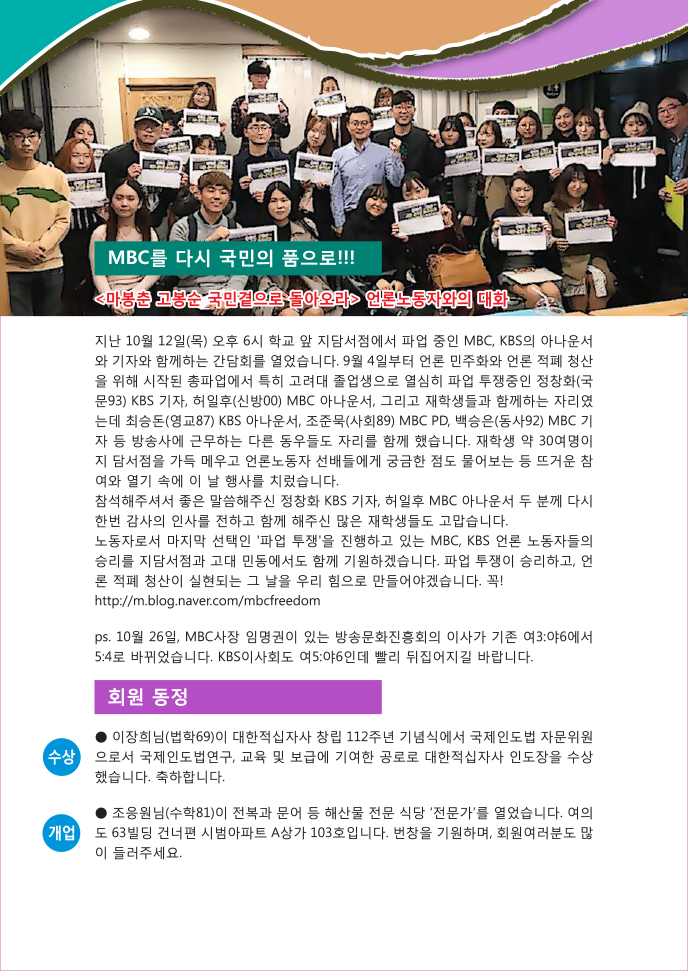 MBC를 다시 국민의 품으로!!!
<마봉춘 고봉순 국민곁으로 돌아오라> 언론노동자와의 대화
지난 10월 12일(목) 오후 6시 학교 앞 지담서점에서 파업 중인 MBC, KBS의 아나운서
와 기자와 함께하는 간담회를 열었습니다. 9월 4일부터 언론 민주화와 언론 적폐 청산
을 위해 시작된 총파업에서 특히 고려대 졸업생으로 열심히 파업 투쟁중인 정창화(국
문93) KBS 기자, 허일후(신방00) MBC 아나운서, 그리고 재학생들과 함께하는 자리였
는데 최승돈(영교87) KBS 아나운서, 조준묵(사회89) MBC PD, 백승은(동사92) MBC 기
자 등 방송사에 근무하는 다른 동우들도 자리를 함께 했습니다. 재학생 약 30여명이
지 담서점을 가득 메우고 언론노동자 선배들에게 궁금한 점도 물어보는 등 뜨거운 참
여와 열기 속에 이 날 행사를 치렀습니다.
참석해주셔서 좋은 말씀해주신 정창화 KBS 기자, 허일후 MBC 아나운서 두 분께 다시
한번 감사의 인사를 전하고 함께 해주신 많은 재학생들도 고맙습니다.
노동자로서 마지막 선택인 '파업 투쟁'을 진행하고 있는 MBC, KBS 언론 노동자들의
승리를 지담서점과 고대 민동에서도 함께 기원하겠습니다. 파업 투쟁이 승리하고, 언
론 적폐 청산이 실현되는 그 날을 우리 힘으로 만들어야겠습니다. 꼭!
http://m.blog.naver.com/mbcfreedom
ps. 10월 26일, MBC사장 임명권이 있는 방송문화진흥회의 이사가 기존 여3:야6에서
5:4로 바뀌었습니다. KBS이사회도 여5:야6인데 빨리 뒤집어지길 바랍니다.
회원 동정
수상
● 이장희님(법학69)이 대한적십자사 창립 112주년 기념식에서 국제인도법 자문위원
으로서 국제인도법연구, 교육 및 보급에 기여한 공로로 대한적십자사 인도장을 수상
했습니다. 축하합니다.
개업
● 조응원님(수학81)이 전복과 문어 등 해산물 전문 식당 '전문가'를 열었습니다. 여의
도 63빌딩 건너편 시범아파트 A상가 103호입니다. 번창을 기원하며, 회원여러분도 많
이 들러주세요.